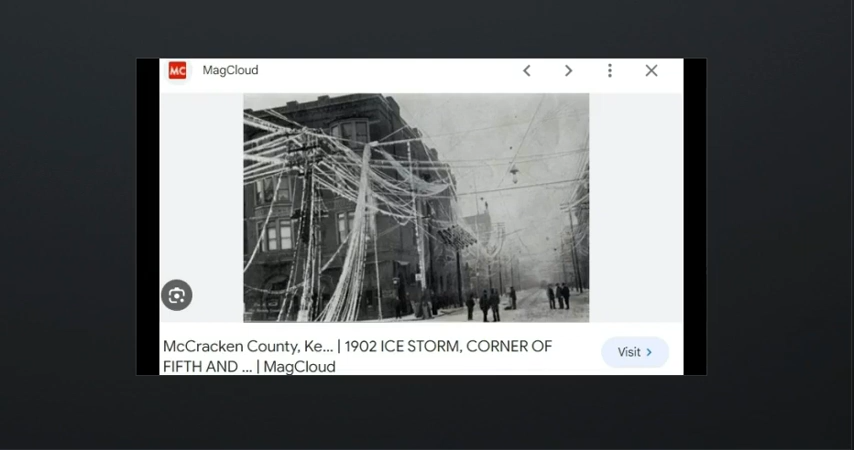 MC MagCloud
McCracken County, Ke... | 1902 ICE STORM, CORNER OF
FIFTH AND ... | MagCloud
Visit